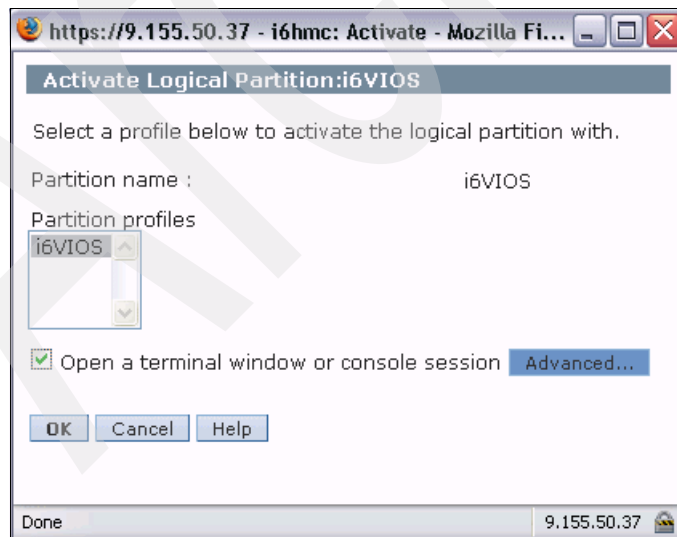 https://9.155.50.37 - i6hmc: Activate - Mozilla Fi...
Activate Logical Partition:i6VIOS
Select a profile below to activate the logical partition with.
Partition name : i6VIOS
Partition profiles
i6VIOS
Open a terminal window or console session Advanced...
OK Cancel Help
Done 9.155.50.37